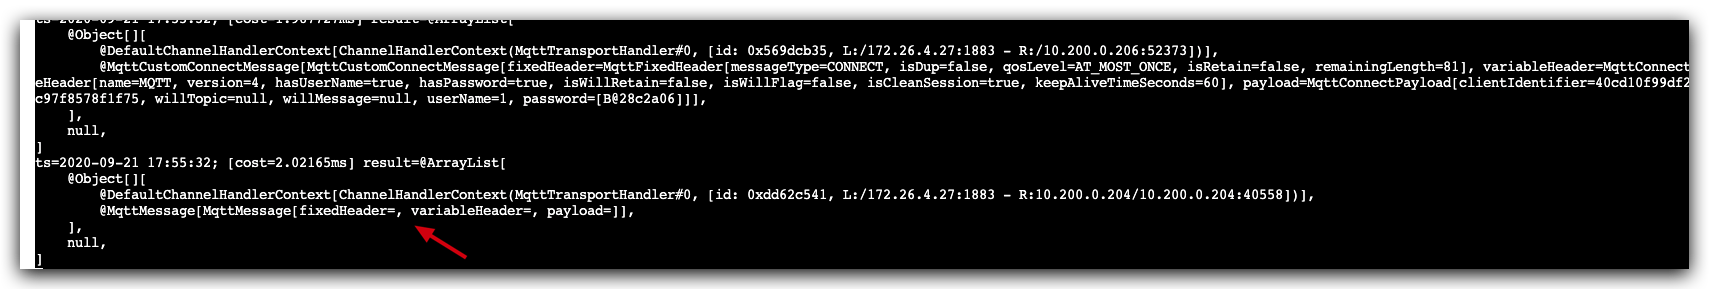 ts=2020-09-21 17:55:32; [cost=1.967727ms] result=@ArrayList[
    @Object[][
        @DefaultChannelHandlerContext[ChannelHandlerContext(MqttTransportHandler#0, [id: 0x569dcb35, L:/172.26.4.27:1883 - R:/10.200.0.206:52373])],
        @MqttCustomConnectMessage[MqttCustomConnectMessage[fixedHeader=MqttFixedHeader[messageType=CONNECT, isDup=false, qosLevel=AT_MOST_ONCE, isRetain=false, remainingLength=81], variableHeader=MqttConnect
eHeader[name=MQTT, version=4, hasUserName=true, hasPassword=true, isWillRetain=false, isWillFlag=false, isCleanSession=true, keepAliveTimeSeconds=60], payload=MqttConnectPayload[clientIdentifier=40cd10f99df2
c97f8578f1f75, willTopic=null, willMessage=null, userName=1, password=[B@28c2a06]]],
    ],
    null,
]
ts=2020-09-21 17:55:32; [cost=2.02165ms] result=@ArrayList[
    @Object[][
        @DefaultChannelHandlerContext[ChannelHandlerContext(MqttTransportHandler#0, [id: 0xdd62c541, L:/172.26.4.27:1883 - R:10.200.0.204/10.200.0.204:40558])],
        @MqttMessage[MqttMessage[fixedHeader=, variableHeader=, payload=]],
    ],
    null,
]